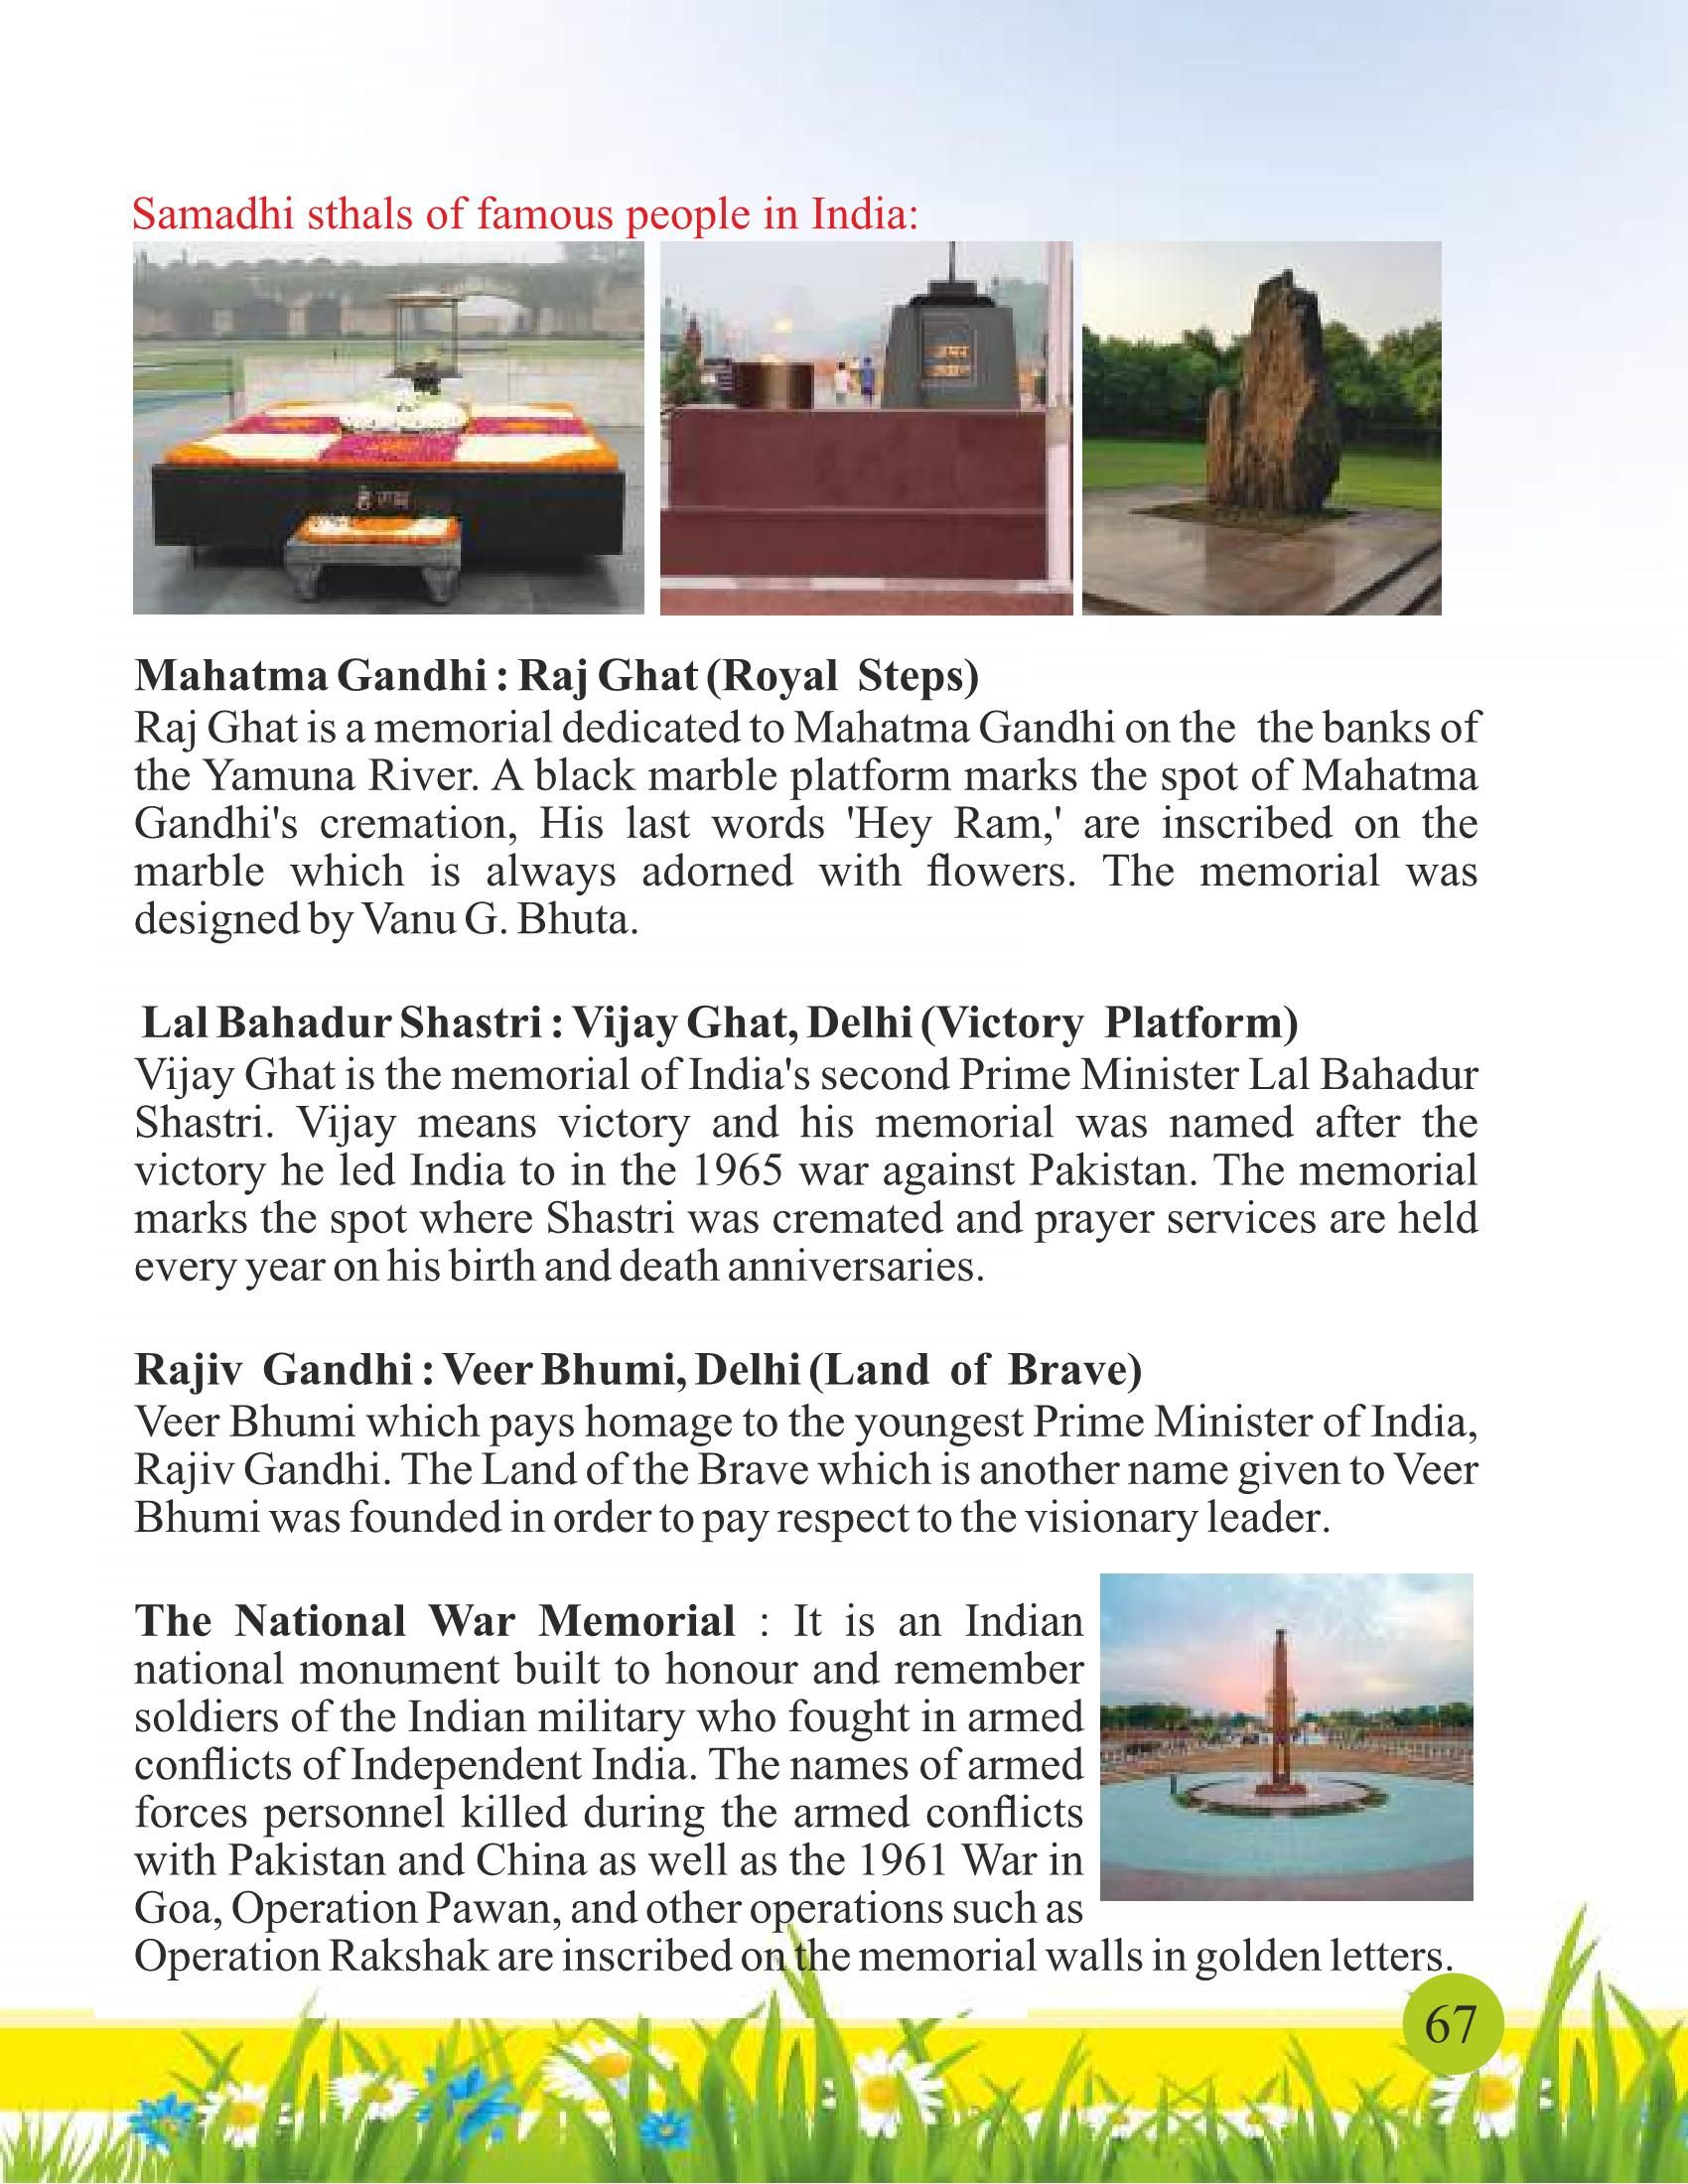 Samadhi sthals of famous people in India:
हे राम
Mahatma Gandhi : Raj Ghat (Royal Steps)
Raj Ghat is a memorial dedicated to Mahatma Gandhi on the the banks of
the Yamuna River. A black marble platform marks the spot of Mahatma
Gandhi's cremation, His last words 'Hey Ram,' are inscribed on the
marble which is always adorned with flowers. The memorial was
designed by Vanu G. Bhuta.
Lal Bahadur Shastri : Vijay Ghat, Delhi (Victory Platform)
Vijay Ghat is the memorial of India's second Prime Minister Lal Bahadur
Shastri. Vijay means victory and his memorial was named after the
victory he led India to in the 1965 war against Pakistan. The memorial
marks the spot where Shastri was cremated and prayer services are held
every year on his birth and death anniversaries.
Rajiv Gandhi : Veer Bhumi, Delhi (Land of Brave)
Veer Bhumi which pays homage to the youngest Prime Minister of India,
Rajiv Gandhi. The Land of the Brave which is another name given to Veer
Bhumi was founded in order to pay respect to the visionary leader.
The National War Memorial : It is an Indian
national monument built to honour and remember
soldiers of the Indian military who fought in armed
conflicts of Independent India. The names of armed
forces personnel killed during the armed conflicts
with Pakistan and China as well as the 1961 War in
Goa, Operation Pawan, and other operations such as
Operation Rakshak are inscribed on the memorial walls in golden letters.
67